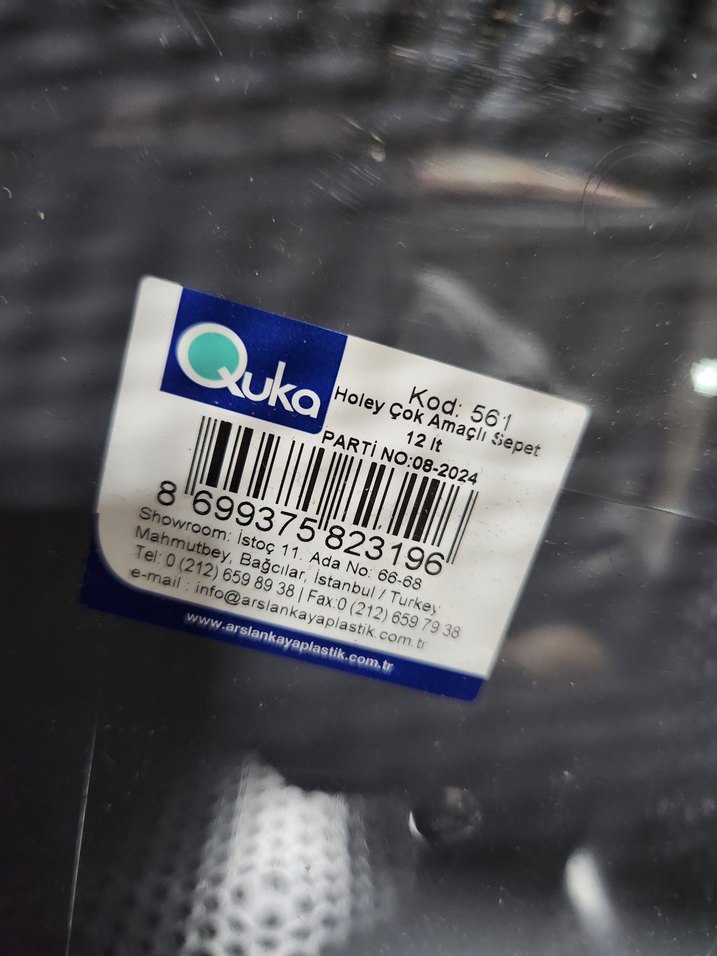 Quka
Kod: 561
Holey Çok Amaçlı Sepet
12 lt
PARTİ NO:08-2024
8 699375 823196
Showroom: İstoç 11. Ada No: 66-68
Mahmutbey, Bağcılar, İstanbul / Turkey
Tel: 0 (212) 659 89 38 | Fax:0 (212) 659 79 38
e-mail : info@arslankayaplastik.com.tr
www.arslankayaplastik.com.tr